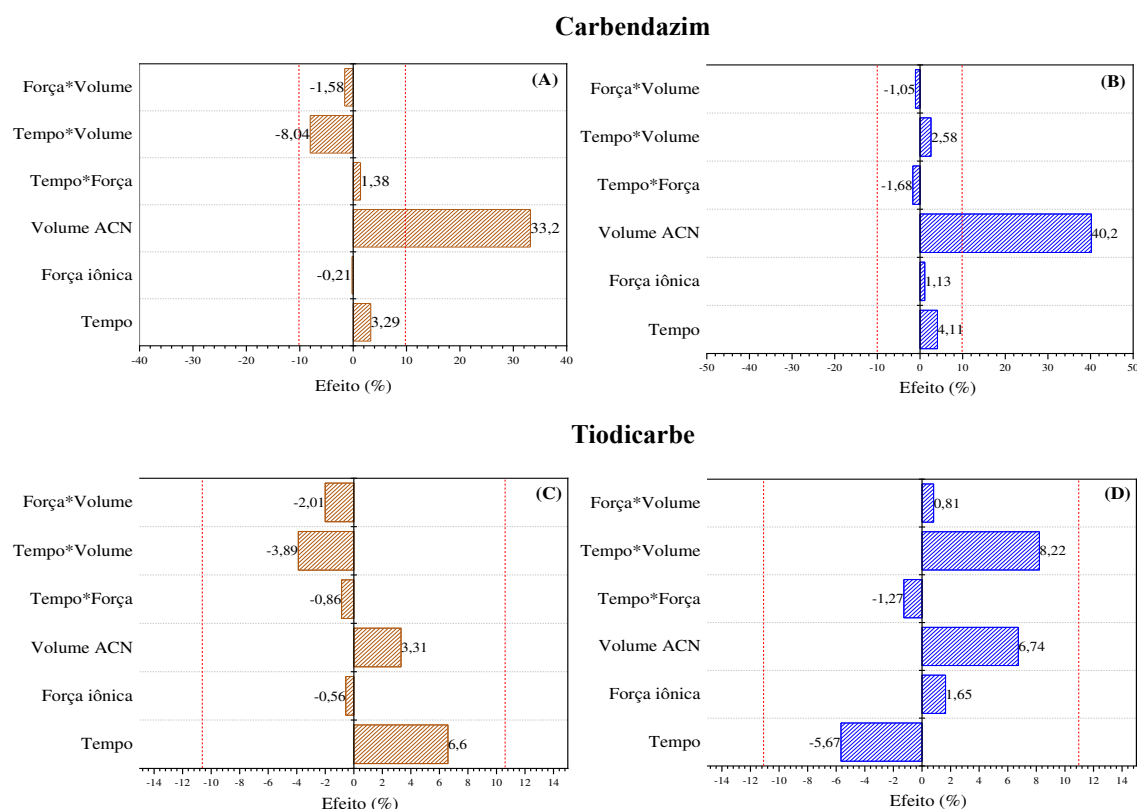 Carbendazim
(A)
Força*Volume
-1,58
Tempo*Volume
-8,04
Tempo*Força
1,38
Volume ACN
33,2
Força iônica
-0,21
Tempo
3,29
-40 -30 -20 -10 0 10 20 30 40
Efeito (%)
(B)
Força*Volume
-1,05
Tempo*Volume
2,58
Tempo*Força
-1,68
Volume ACN
40,2
Força iônica
1,13
Tempo
4,11
-50 -40 -30 -20 -10 0 10 20 30 40 50
Efeito (%)
Tiodicarbe
(C)
Força*Volume
-2,01
Tempo*Volume
-3,89
Tempo*Força
-0,86
Volume ACN
3,31
Força iônica
-0,56
Tempo
6,6
-14 -12 -10 -8 -6 -4 -2 0 2 4 6 8 10 12 14
Efeito (%)
(D)
Força*Volume
0,81
Tempo*Volume
8,22
Tempo*Força
-1,27
Volume ACN
6,74
Força iônica
1,65
Tempo
-5,67
-14 -12 -10 -8 -6 -4 -2 0 2 4 6 8 10 12 14
Efeito (%)